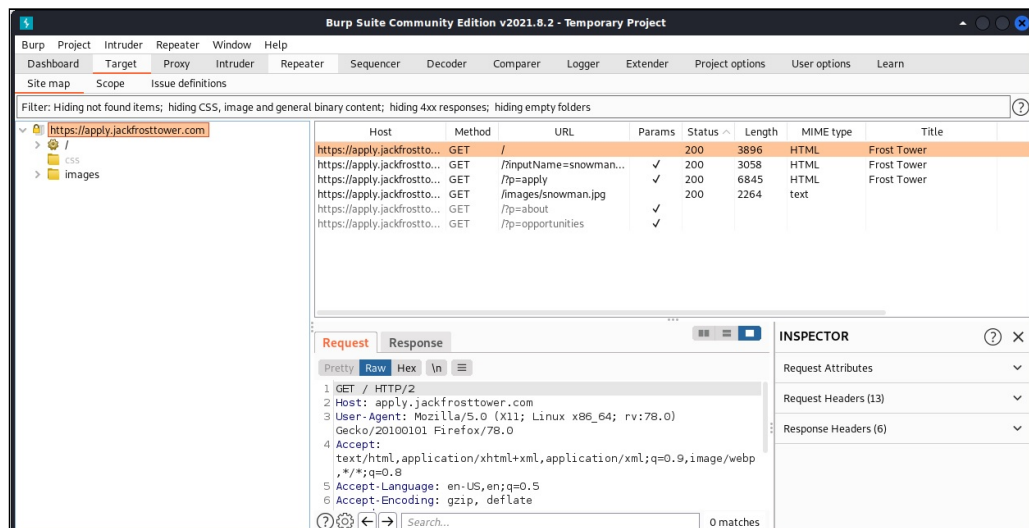 Burp Suite Community Edition v2021.8.2 - Temporary Project
Burp Project Intruder Repeater Window Help
Dashboard Target Proxy Intruder Repeater Sequencer Decoder Comparer Logger Extender Project options User options Learn
Site map Scope Issue definitions
Filter: Hiding not found items; hiding CSS, image and general binary content; hiding 4xx responses; hiding empty folders
https://apply.jackfrosttower.com
/
css
images
Host Method URL Params Status Length MIME type Title
https://apply.jackfrostto... GET / 200 3896 HTML Frost Tower
https://apply.jackfrostto... GET /?inputName=snowman... ✓ 200 3058 HTML Frost Tower
https://apply.jackfrostto... GET /?p=apply ✓ 200 6845 HTML Frost Tower
https://apply.jackfrostto... GET /images/snowman.jpg 200 2264 text
https://apply.jackfrostto... GET /?p=about ✓
https://apply.jackfrostto... GET /?p=opportunities ✓
Request Response
Pretty Raw Hex \n
1 GET / HTTP/2
2 Host: apply.jackfrosttower.com
3 User-Agent: Mozilla/5.0 (X11; Linux x86_64; rv:78.0)
Gecko/20100101 Firefox/78.0
4 Accept:
text/html,application/xhtml+xml,application/xml;q=0.9,image/webp
,*/*;q=0.8
5 Accept-Language: en-US,en;q=0.5
6 Accept-Encoding: gzip, deflate
Search... 0 matches
INSPECTOR
Request Attributes
Request Headers (13)
Response Headers (6)